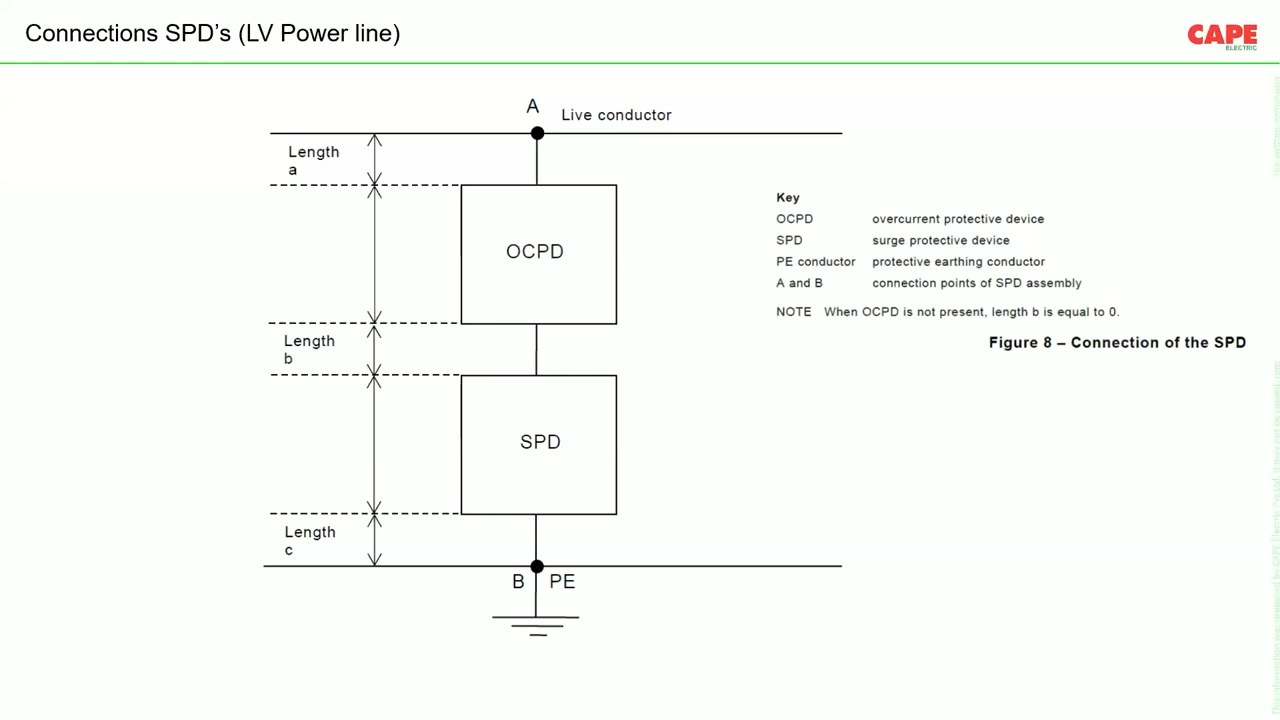 Connections SPD’s (LV Power line)
CAPE
ELECTRIC
A
Live conductor
Length
a
OCPD
Length
b
SPD
Length
c
B PE
Key
OCPD overcurrent protective device
SPD surge protective device
PE conductor protective earthing conductor
A and B connection points of SPD assembly
NOTE When OCPD is not present, length b is equal to 0.
Figure 8 – Connection of the SPD